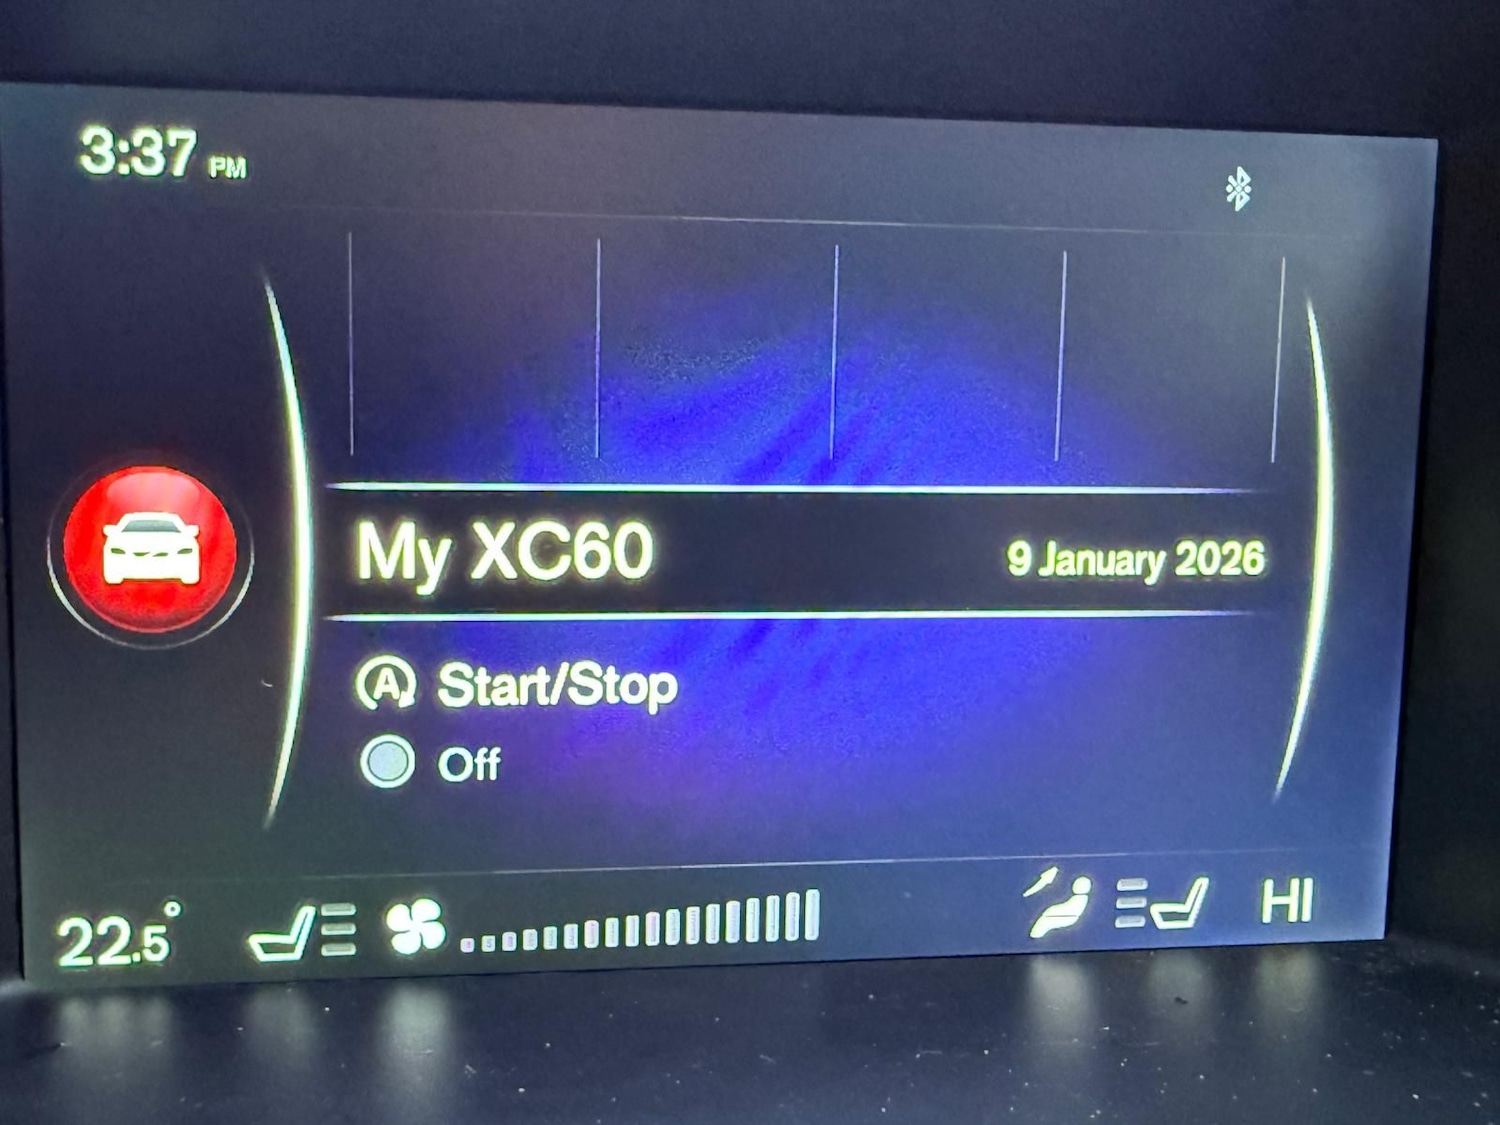 3:37 PM
My XC60 9 January 2026
A Start/Stop
Off
22.5° HI